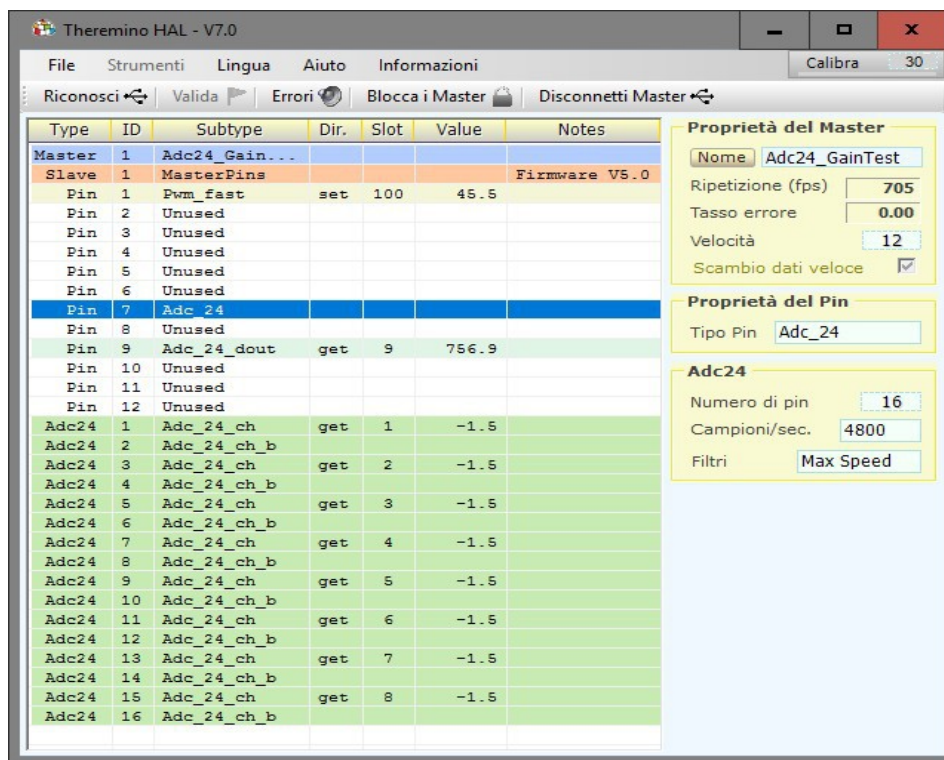 Theremino HAL - V7.0
File Strumenti Lingua Aiuto Informazioni Calibra 30
Riconosci Valida Errori Blocca i Master Disconnetti Master
Type ID Subtype Dir. Slot Value Notes
Master 1 Adc24_Gain...
Slave 1 MasterPins Firmware V5.0
Pin 1 Pwm_fast set 100 45.5
Pin 2 Unused
Pin 3 Unused
Pin 4 Unused
Pin 5 Unused
Pin 6 Unused
Pin 7 Adc_24
Pin 8 Unused
Pin 9 Adc_24_dout get 9 756.9
Pin 10 Unused
Pin 11 Unused
Pin 12 Unused
Adc24 1 Adc_24_ch get 1 -1.5
Adc24 2 Adc_24_ch_b
Adc24 3 Adc_24_ch get 2 -1.5
Adc24 4 Adc_24_ch_b
Adc24 5 Adc_24_ch get 3 -1.5
Adc24 6 Adc_24_ch_b
Adc24 7 Adc_24_ch get 4 -1.5
Adc24 8 Adc_24_ch_b
Adc24 9 Adc_24_ch get 5 -1.5
Adc24 10 Adc_24_ch_b
Adc24 11 Adc_24_ch get 6 -1.5
Adc24 12 Adc_24_ch_b
Adc24 13 Adc_24_ch get 7 -1.5
Adc24 14 Adc_24_ch_b
Adc24 15 Adc_24_ch get 8 -1.5
Adc24 16 Adc_24_ch_b
Proprietà del Master
Nome Adc24_GainTest
Ripetizione (fps) 705
Tasso errore 0.00
Velocità 12
Scambio dati veloce
Proprietà del Pin
Tipo Pin Adc_24
Adc24
Numero di pin 16
Campioni/sec. 4800
Filtri Max Speed